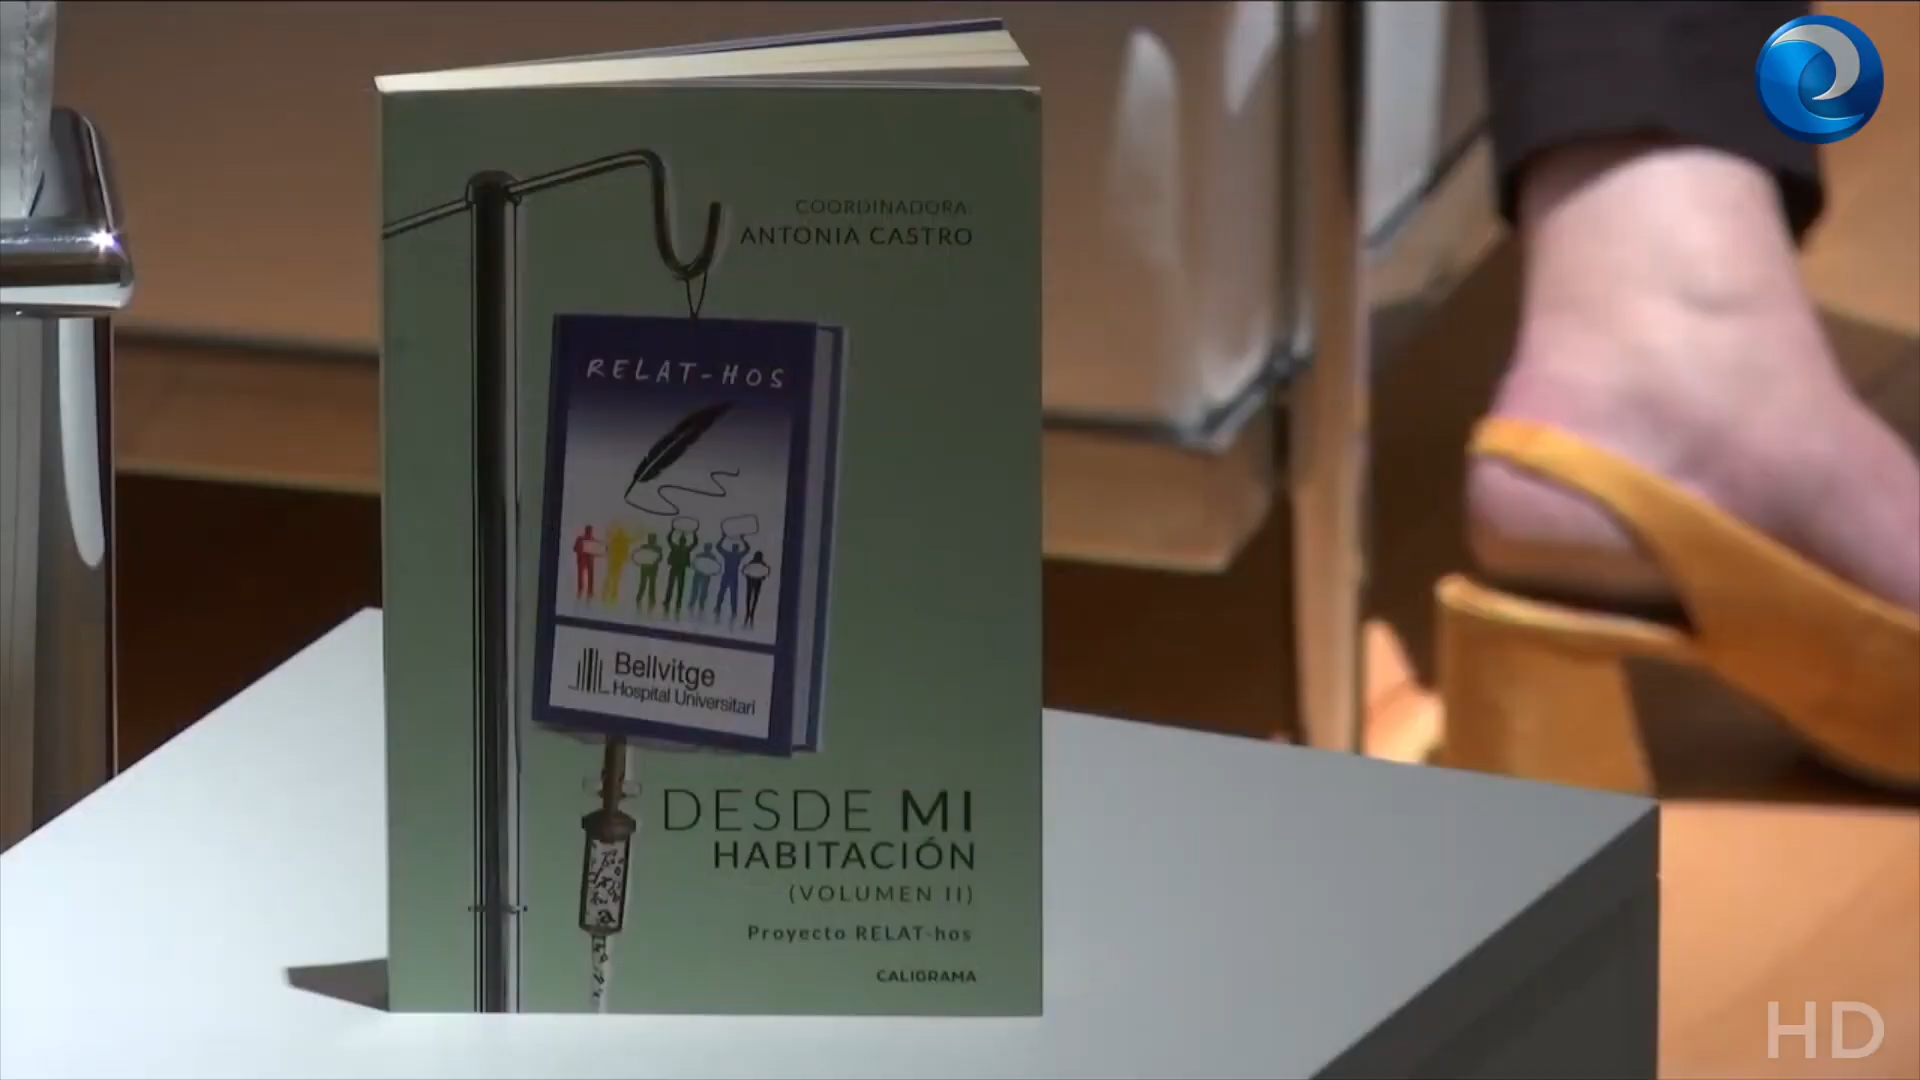 COORDINADORA:
ANTONIA CASTRO
RELAT-HOS
Bellvitge
Hospital Universitari
DESDE MI
HABITACIÓN
(VOLUMEN II)
Proyecto RELAT-hos
CALIGRAMA
HD